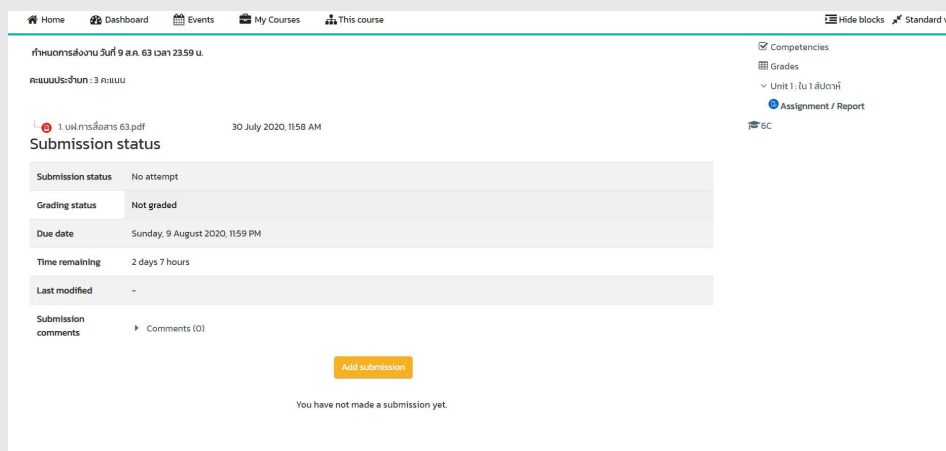 Home Dashboard Events My Courses This course Hide blocks Standard
กำหนดการส่งงาน วันที่ 9 ส.ค. 63 เวลา 23.59 น.
คะแนนประจำบท : 3 คะแนน
1. บฝ.การสื่อสาร 63.pdf 30 July 2020, 11:58 AM
Submission status
Submission status No attempt
Grading status Not graded
Due date Sunday, 9 August 2020, 11:59 PM
Time remaining 2 days 7 hours
Last modified -
Submission comments Comments (0)
Add submission
You have not made a submission yet.
Competencies
Grades
Unit 1 : ใน 1 สัปดาห์
Assignment / Report
6C